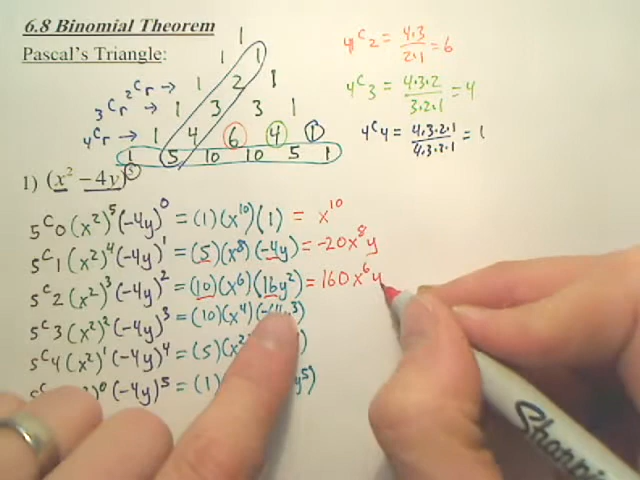 6.8 Binomial Theorem
Pascal's Triangle:
1
1 1
₂Cr → 1 2 1
₃Cr → 1 3 3 1
₄Cr → 1 4 6 4 1
1 5 10 10 5 1
₄C₂ = 4·3 / 2·1 = 6
₄C₃ = 4·3·2 / 3·2·1 = 4
₄C₄ = 4·3·2·1 / 4·3·2·1 = 1
1) (x² − 4y)⁵
₅C₀ (x²)⁵ (−4y)⁰ = (1)(x¹⁰)(1) = x¹⁰
₅C₁ (x²)⁴ (−4y)¹ = (5)(x⁸)(−4y) = −20x⁸y
₅C₂ (x²)³ (−4y)² = (10)(x⁶)(16y²) = 160x⁶y
₅C₃ (x²)² (−4y)³ = (10)(x⁴)
₅C₄ (x²)¹ (−4y)⁴ = (5)
(−4y)⁵ = (1)
Sharpie